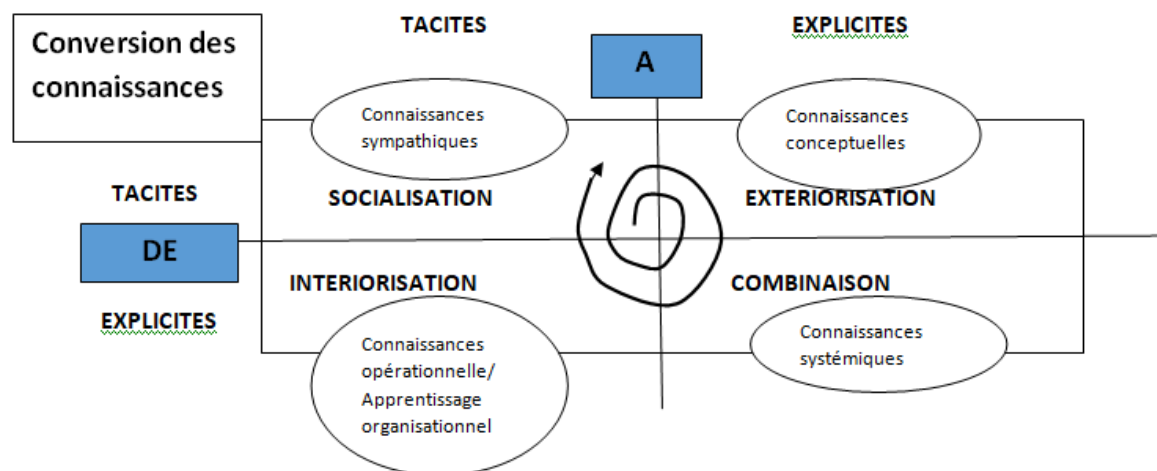 Conversion des
connaissances
TACITES
EXPLICITES
A
Connaissances
sympathiques
Connaissances
conceptuelles
TACITES
SOCIALISATION
EXTERIORISATION
DE
INTERIORISATION
COMBINAISON
EXPLICITES
Connaissances
opérationnelle/
Apprentissage
organisationnel
Connaissances
systémiques